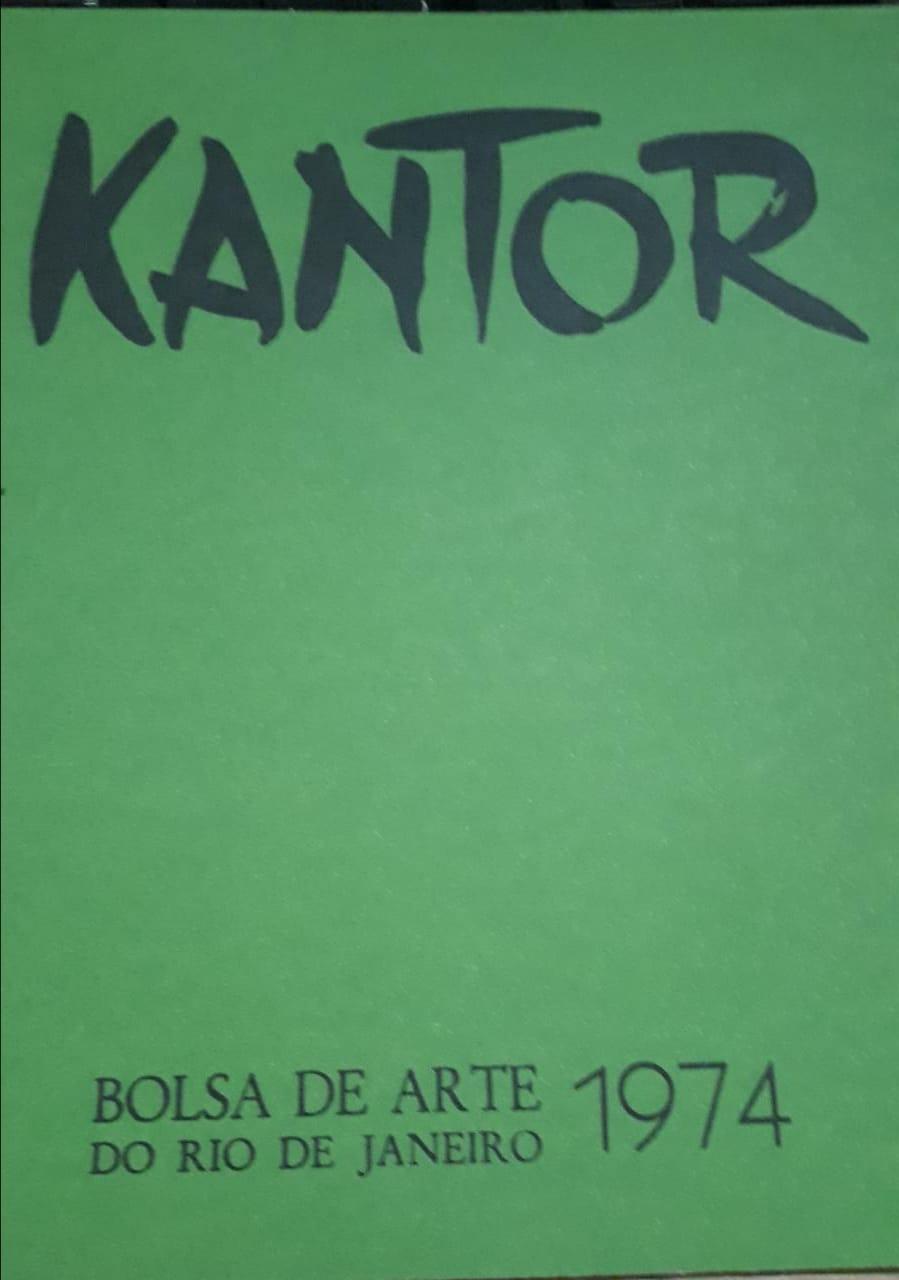 KANTOR
BOLSA DE ARTE 1974
DO RIO DE JANEIRO